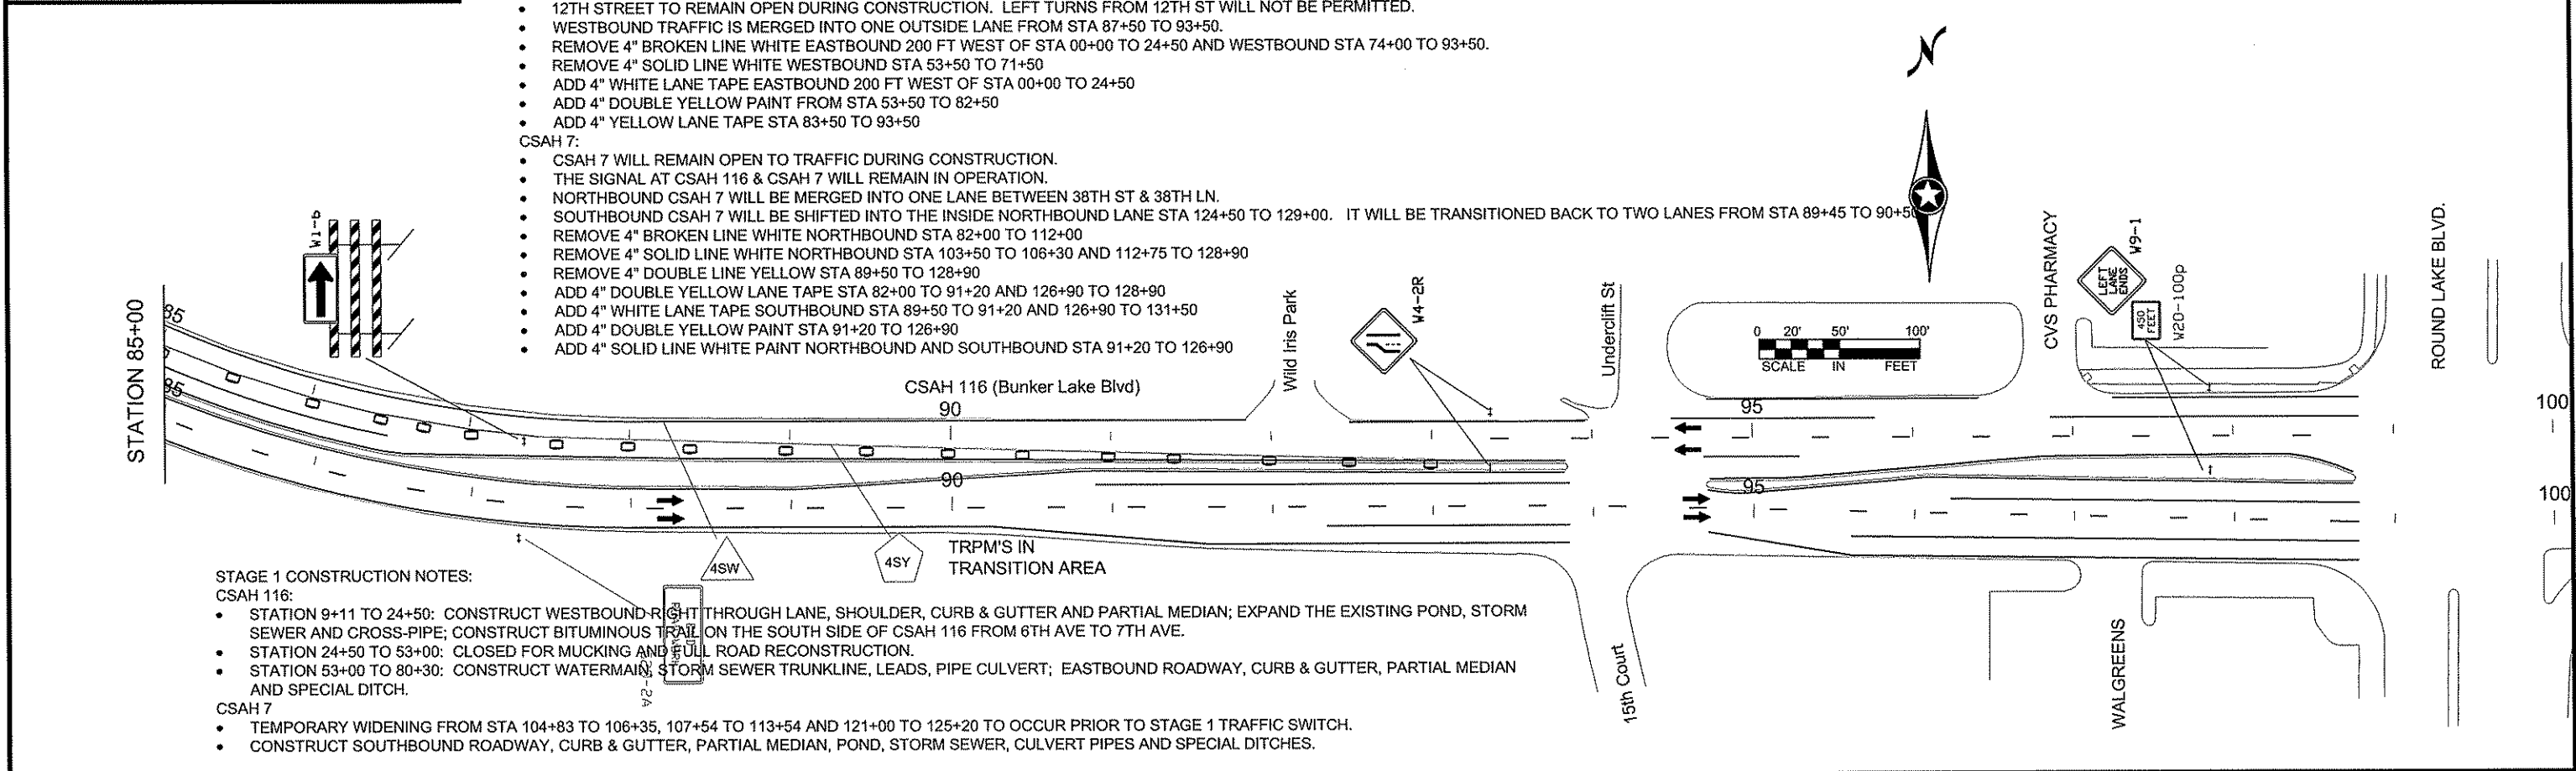 • 12TH STREET TO REMAIN OPEN DURING CONSTRUCTION. LEFT TURNS FROM 12TH ST WILL NOT BE PERMITTED.
• WESTBOUND TRAFFIC IS MERGED INTO ONE OUTSIDE LANE FROM STA 87+50 TO 93+50.
• REMOVE 4" BROKEN LINE WHITE EASTBOUND 200 FT WEST OF STA 00+00 TO 24+50 AND WESTBOUND STA 74+00 TO 93+50.
• REMOVE 4" SOLID LINE WHITE WESTBOUND STA 53+50 TO 71+50
• ADD 4" WHITE LANE TAPE EASTBOUND 200 FT WEST OF STA 00+00 TO 24+50
• ADD 4" DOUBLE YELLOW PAINT FROM STA 53+50 TO 82+50
• ADD 4" YELLOW LANE TAPE STA 83+50 TO 93+50
CSAH 7:
• CSAH 7 WILL REMAIN OPEN TO TRAFFIC DURING CONSTRUCTION.
• THE SIGNAL AT CSAH 116 & CSAH 7 WILL REMAIN IN OPERATION.
• NORTHBOUND CSAH 7 WILL BE MERGED INTO ONE LANE BETWEEN 38TH ST & 38TH LN.
• SOUTHBOUND CSAH 7 WILL BE SHIFTED INTO THE INSIDE NORTHBOUND LANE STA 124+50 TO 129+00. IT WILL BE TRANSITIONED BACK TO TWO LANES FROM STA 89+45 TO 90+50
• REMOVE 4" BROKEN LINE WHITE NORTHBOUND STA 82+00 TO 112+00
• REMOVE 4" SOLID LINE WHITE NORTHBOUND STA 103+50 TO 106+30 AND 112+75 TO 128+90
• REMOVE 4" DOUBLE LINE YELLOW STA 89+50 TO 128+90
• ADD 4" DOUBLE YELLOW LANE TAPE STA 82+00 TO 91+20 AND 126+90 TO 128+90
• ADD 4" WHITE LANE TAPE SOUTHBOUND STA 89+50 TO 91+20 AND 126+90 TO 131+50
• ADD 4" DOUBLE YELLOW PAINT STA 91+20 TO 126+90
• ADD 4" SOLID LINE WHITE PAINT NORTHBOUND AND SOUTHBOUND STA 91+20 TO 126+90
N
W1-6
STATION 85+00
85
85
CSAH 116 (Bunker Lake Blvd)
90
90
Wild Iris Park
W4-2R
Underclift St
0 20' 50' 100'
SCALE IN FEET
95
95
CVS PHARMACY
LEFT
LANE
ENDS
W9-1
450
FEET
W20-100p
ROUND LAKE BLVD.
100
100
4SW
4SY
TRPM'S IN
TRANSITION AREA
15th Court
WALGREENS
STAGE 1 CONSTRUCTION NOTES:
CSAH 116:
• STATION 9+11 TO 24+50: CONSTRUCT WESTBOUND RIGHT THROUGH LANE, SHOULDER, CURB & GUTTER AND PARTIAL MEDIAN; EXPAND THE EXISTING POND, STORM
SEWER AND CROSS-PIPE; CONSTRUCT BITUMINOUS TRAIL ON THE SOUTH SIDE OF CSAH 116 FROM 6TH AVE TO 7TH AVE.
• STATION 24+50 TO 53+00: CLOSED FOR MUCKING AND FULL ROAD RECONSTRUCTION.
• STATION 53+00 TO 80+30: CONSTRUCT WATERMAIN, STORM SEWER TRUNKLINE, LEADS, PIPE CULVERT; EASTBOUND ROADWAY, CURB & GUTTER, PARTIAL MEDIAN
AND SPECIAL DITCH.
CSAH 7
• TEMPORARY WIDENING FROM STA 104+83 TO 106+35, 107+54 TO 113+54 AND 121+00 TO 125+20 TO OCCUR PRIOR TO STAGE 1 TRAFFIC SWITCH.
• CONSTRUCT SOUTHBOUND ROADWAY, CURB & GUTTER, PARTIAL MEDIAN, POND, STORM SEWER, CULVERT PIPES AND SPECIAL DITCHES.